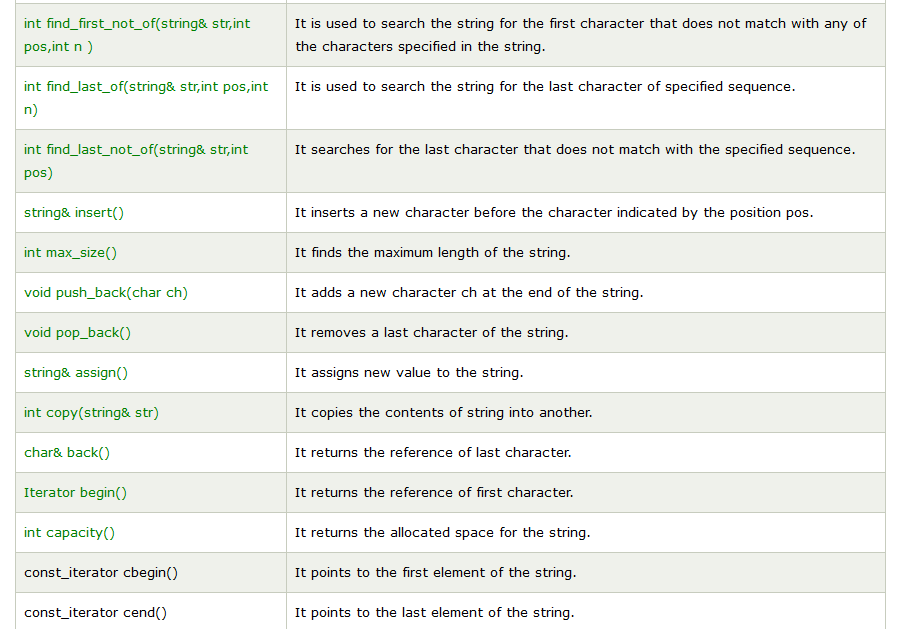 int find_first_not_of(string& str,int
pos,int n )
It is used to search the string for the first character that does not match with any of
the characters specified in the string.
int find_last_of(string& str,int pos,int
n)
It is used to search the string for the last character of specified sequence.
int find_last_not_of(string& str,int
pos)
It searches for the last character that does not match with the specified sequence.
string& insert()
It inserts a new character before the character indicated by the position pos.
int max_size()
It finds the maximum length of the string.
void push_back(char ch)
It adds a new character ch at the end of the string.
void pop_back()
It removes a last character of the string.
string& assign()
It assigns new value to the string.
int copy(string& str)
It copies the contents of string into another.
char& back()
It returns the reference of last character.
Iterator begin()
It returns the reference of first character.
int capacity()
It returns the allocated space for the string.
const_iterator cbegin()
It points to the first element of the string.
const_iterator cend()
It points to the last element of the string.